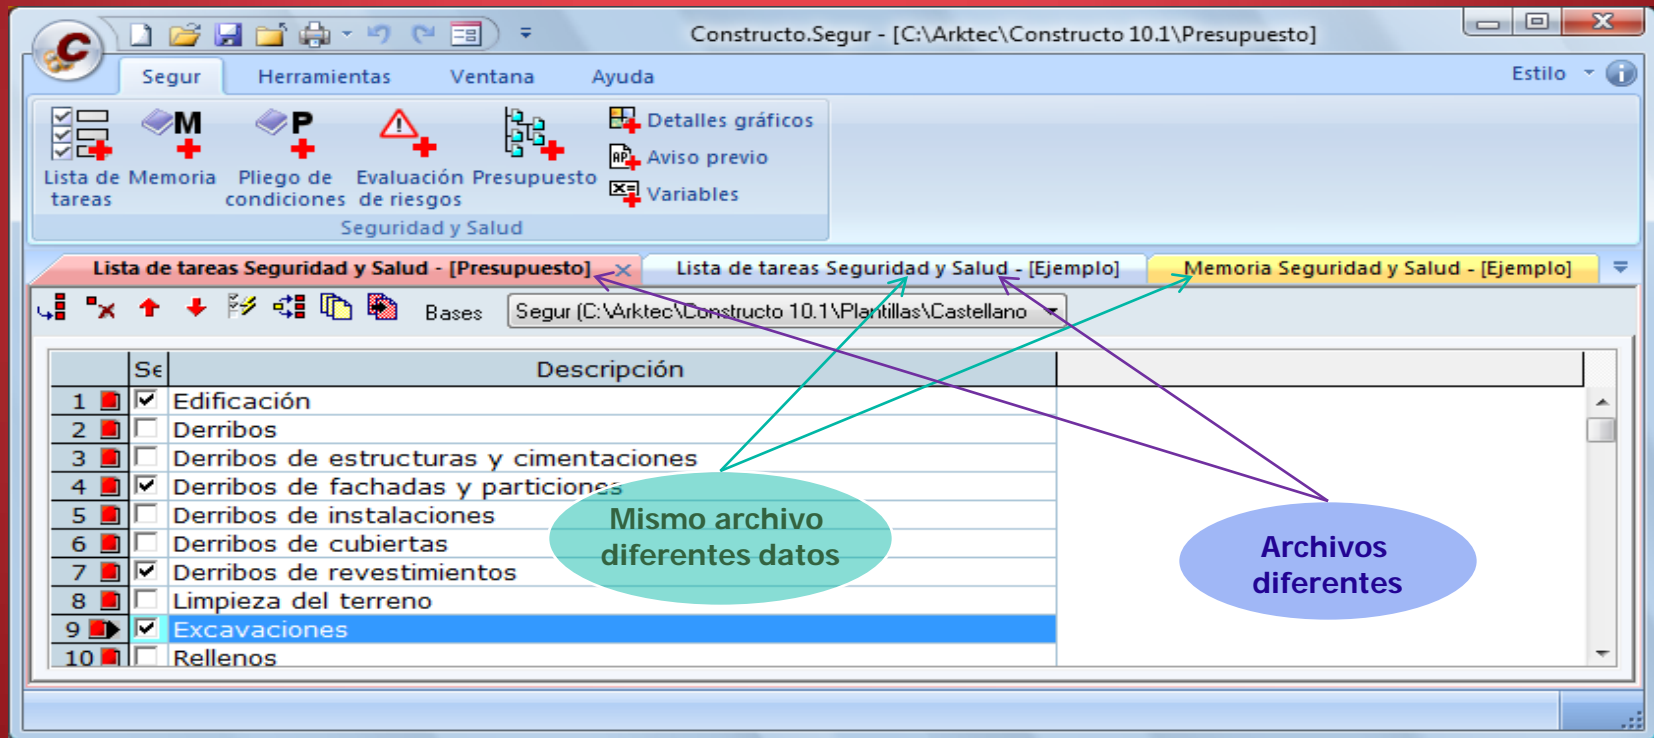 Constructo.Segur - [C:\Arktec\Constructo 10.1\Presupuesto]
Segur Herramientas Ventana Ayuda Estilo
M P Detalles gráficos
AP Aviso previo
Lista de Memoria Pliego de Evaluación Presupuesto
tareas condiciones de riesgos Variables
Seguridad y Salud
Lista de tareas Seguridad y Salud - [Presupuesto] Lista de tareas Seguridad y Salud - [Ejemplo] Memoria Seguridad y Salud - [Ejemplo]
Bases Segur (C:\Arktec\Constructo 10.1\Plantillas\Castellano
Se Descripción
1 Edificación
2 Derribos
3 Derribos de estructuras y cimentaciones
4 Derribos de fachadas y particiones
5 Derribos de instalaciones
6 Derribos de cubiertas
7 Derribos de revestimientos
8 Limpieza del terreno
9 Excavaciones
10 Rellenos
Mismo archivo
diferentes datos
Archivos
diferentes